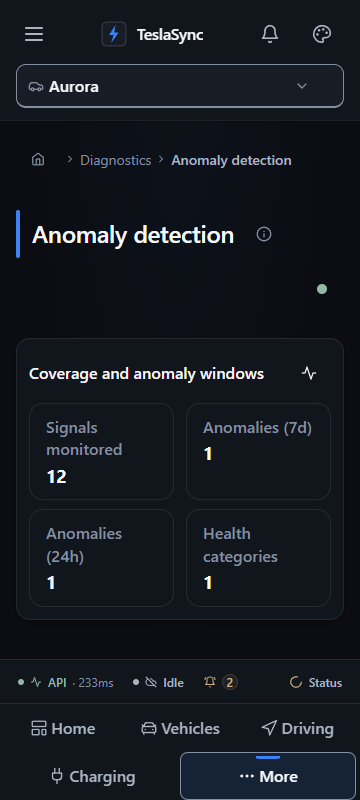 TeslaSync
Aurora
Diagnostics Anomaly detection
Anomaly detection
Coverage and anomaly windows
Signals monitored
12
Anomalies (7d)
1
Anomalies (24h)
1
Health categories
1
API · 233ms Idle 2 Status
Home Vehicles Driving
Charging More